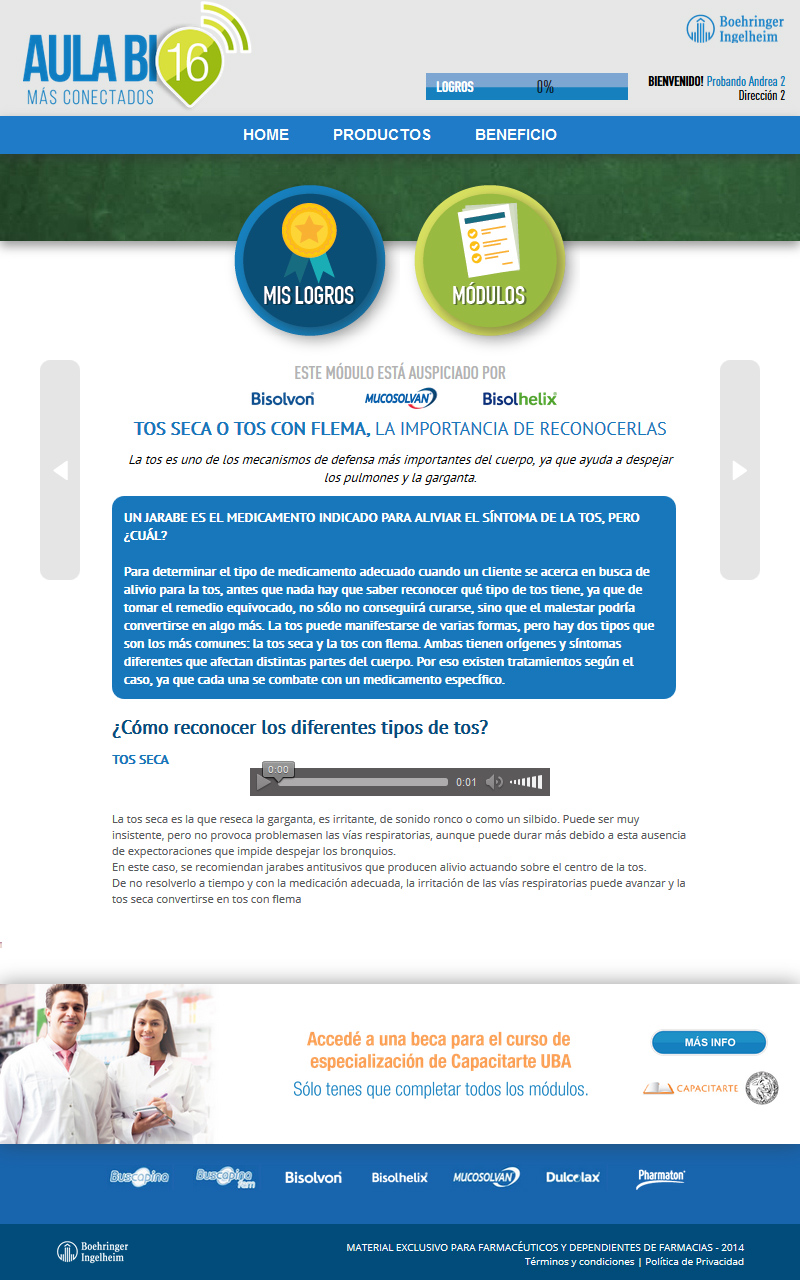 AULA BI 16
MÁS CONECTADOS
Boehringer
Ingelheim
LOGROS 0%
BIENVENIDO! Probando Andrea 2
Dirección 2
HOME PRODUCTOS BENEFICIO
MIS LOGROS
MÓDULOS
ESTE MÓDULO ESTÁ AUSPICIADO POR
Bisolvon MUCOSOLVAN Bisolhelix
TOS SECA O TOS CON FLEMA, LA IMPORTANCIA DE RECONOCERLAS
La tos es uno de los mecanismos de defensa más importantes del cuerpo, ya que ayuda a despejar
los pulmones y la garganta.
UN JARABE ES EL MEDICAMENTO INDICADO PARA ALIVIAR EL SÍNTOMA DE LA TOS, PERO
¿CUÁL?
Para determinar el tipo de medicamento adecuado cuando un cliente se acerca en busca de
alivio para la tos, antes que nada hay que saber reconocer qué tipo de tos tiene, ya que de
tomar el remedio equivocado, no sólo no conseguirá curarse, sino que el malestar podría
convertirse en algo más. La tos puede manifestarse de varias formas, pero hay dos tipos que
son los más comunes: la tos seca y la tos con flema. Ambas tienen orígenes y síntomas
diferentes que afectan distintas partes del cuerpo. Por eso existen tratamientos según el
caso, ya que cada una se combate con un medicamento específico.
¿Cómo reconocer los diferentes tipos de tos?
TOS SECA
0:00
0:01
La tos seca es la que reseca la garganta, es irritante, de sonido ronco o como un silbido. Puede ser muy
insistente, pero no provoca problemasen las vías respiratorias, aunque puede durar más debido a esta ausencia
de expectoraciones que impide despejar los bronquios.
En este caso, se recomiendan jarabes antitusivos que producen alivio actuando sobre el centro de la tos.
De no resolverlo a tiempo y con la medicación adecuada, la irritación de las vías respiratorias puede avanzar y la
tos seca convertirse en tos con flema
Accedé a una beca para el curso de
especialización de Capacitarte UBA
Sólo tenes que completar todos los módulos.
MÁS INFO
CAPACITARTE
Buscapina Buscapina fem Bisolvon Bisolhelix MUCOSOLVAN Dulcolax Pharmaton
Boehringer
Ingelheim
MATERIAL EXCLUSIVO PARA FARMACÉUTICOS Y DEPENDIENTES DE FARMACIAS - 2014
Términos y condiciones | Política de Privacidad